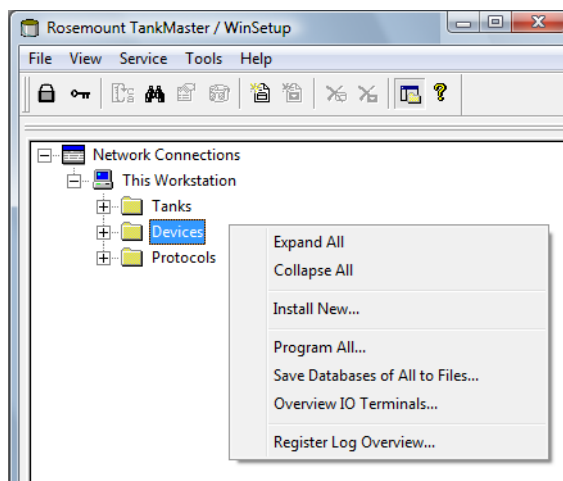 Rosemount TankMaster / WinSetup
File View Service Tools Help
Network Connections
This Workstation
Tanks
Devices
Protocols
Expand All
Collapse All
Install New...
Program All...
Save Databases of All to Files...
Overview IO Terminals...
Register Log Overview...